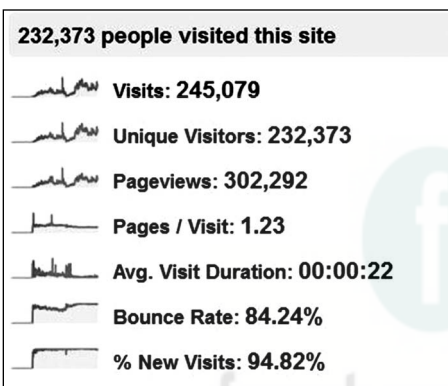 232,373 people visited this site
Visits: 245,079
Unique Visitors: 232,373
Pageviews: 302,292
Pages / Visit: 1.23
Avg. Visit Duration: 00:00:22
Bounce Rate: 84.24%
% New Visits: 94.82%